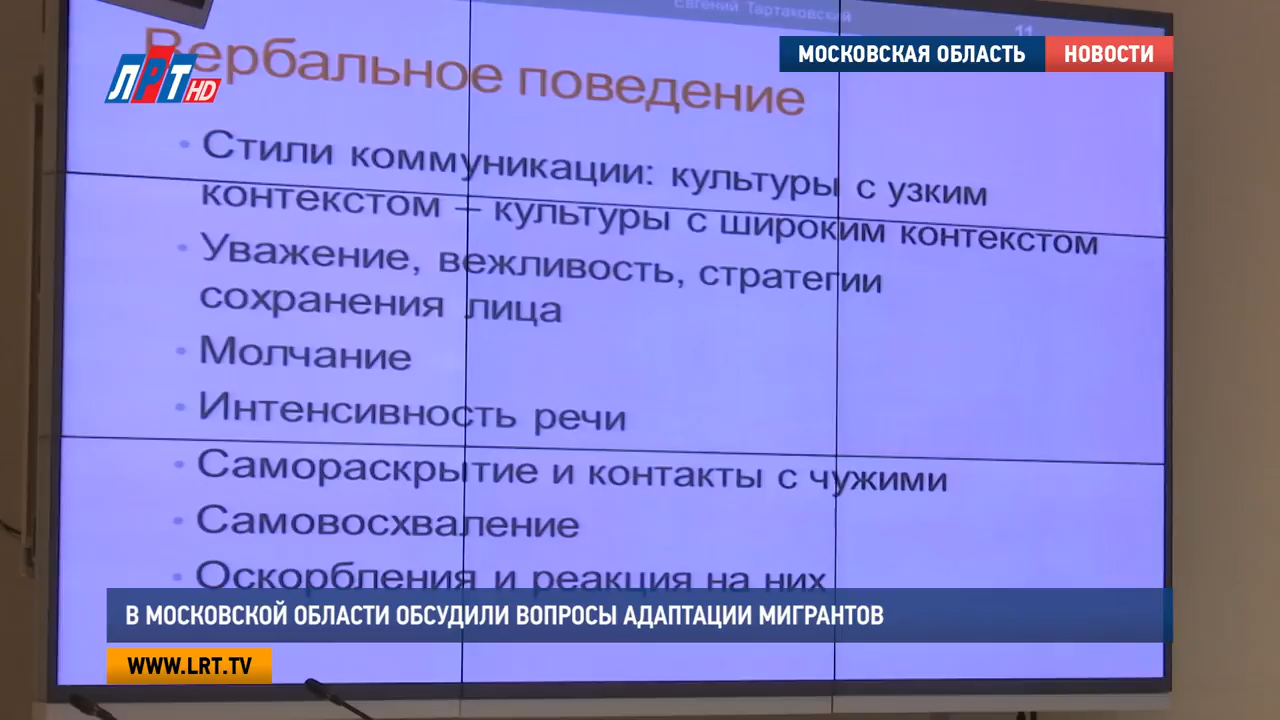 Евгений Тартаковский
11
МОСКОВСКАЯ ОБЛАСТЬ НОВОСТИ
ЛРТ HD
Вербальное поведение
• Стили коммуникации: культуры с узким
контекстом – культуры с широким контекстом
• Уважение, вежливость, стратегии
сохранения лица
• Молчание
• Интенсивность речи
• Самораскрытие и контакты с чужими
• Самовосхваление
• Оскорбления и реакция на них
В МОСКОВСКОЙ ОБЛАСТИ ОБСУДИЛИ ВОПРОСЫ АДАПТАЦИИ МИГРАНТОВ
WWW.LRT.TV